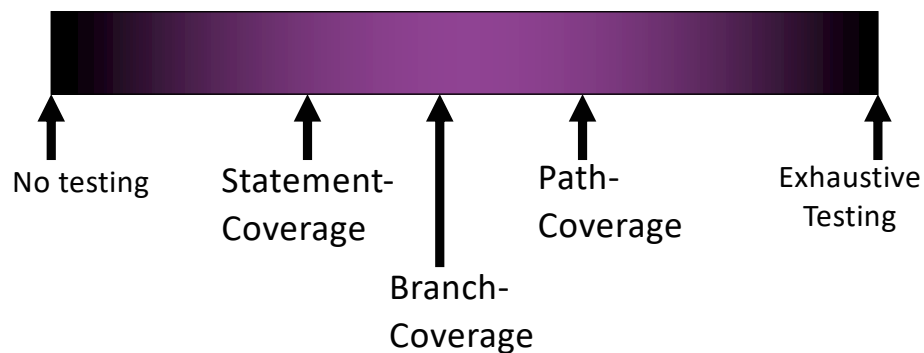 No testing
Statement-
Coverage
Branch-
Coverage
Path-
Coverage
Exhaustive
Testing